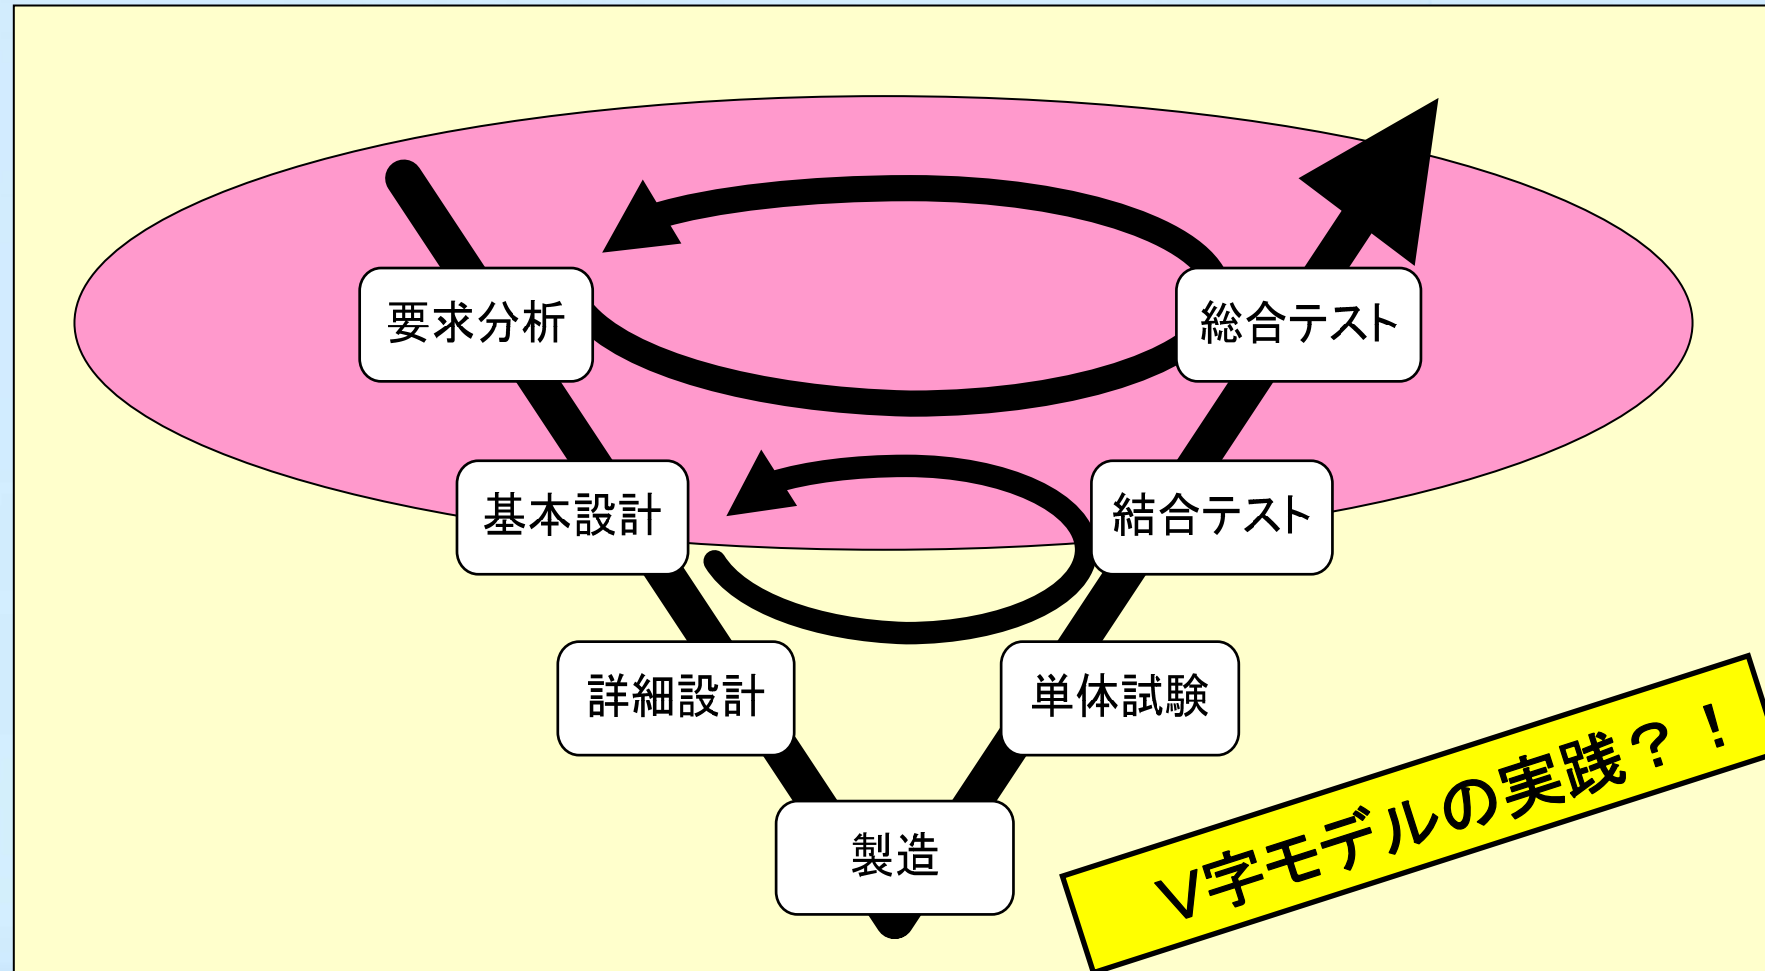 要求分析
総合テスト
基本設計
結合テスト
詳細設計
単体試験
製造
V字モデルの実践？！